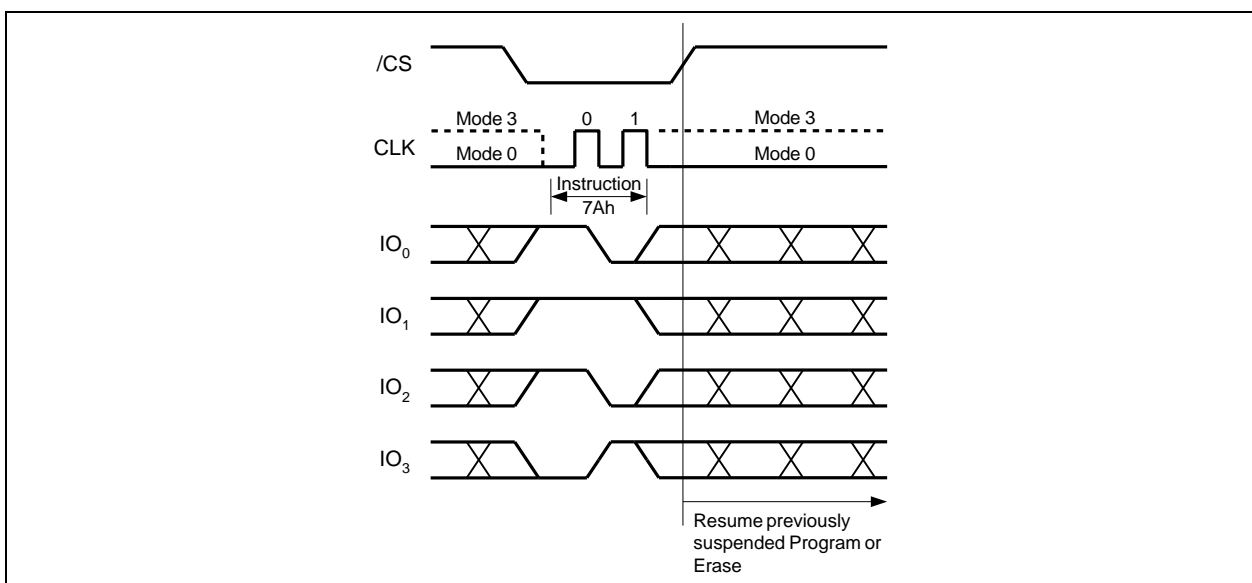 /CS
Mode 3 0 1 Mode 3
CLK
Mode 0 Mode 0
Instruction
7Ah
IO0
IO1
IO2
IO3
Resume previously
suspended Program or
Erase